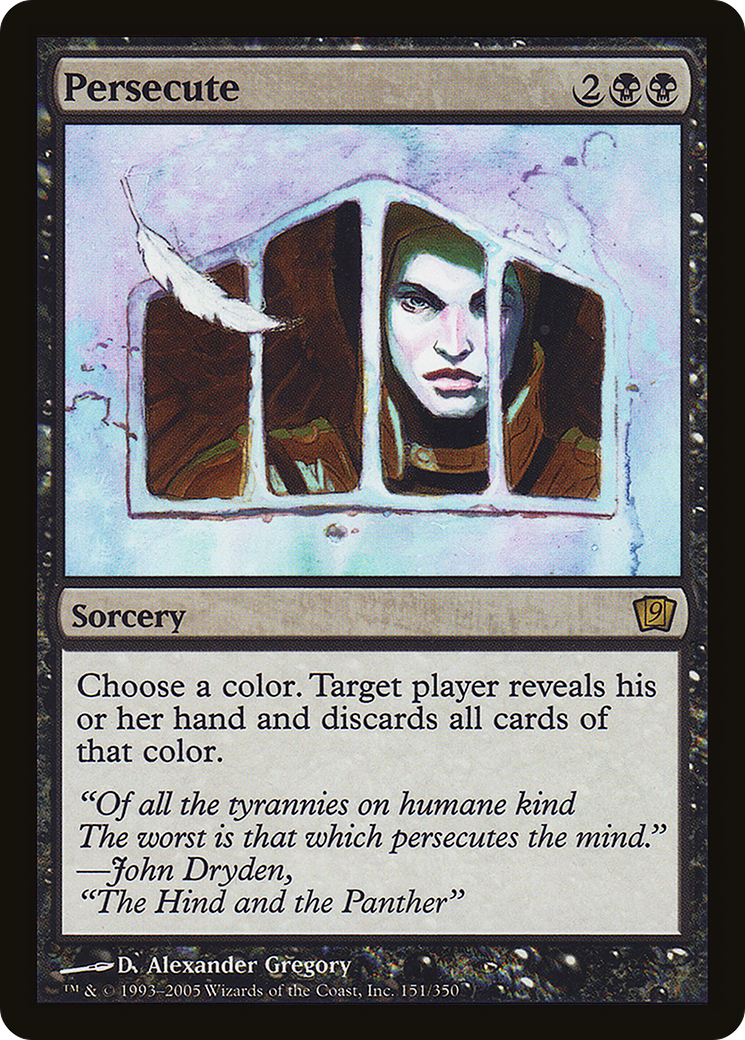 Persecute
2
Sorcery
9
Choose a color. Target player reveals his
or her hand and discards all cards of
that color.
“Of all the tyrannies on humane kind
The worst is that which persecutes the mind.”
—John Dryden,
“The Hind and the Panther”
D. Alexander Gregory
™ & © 1993–2005 Wizards of the Coast, Inc. 151/350